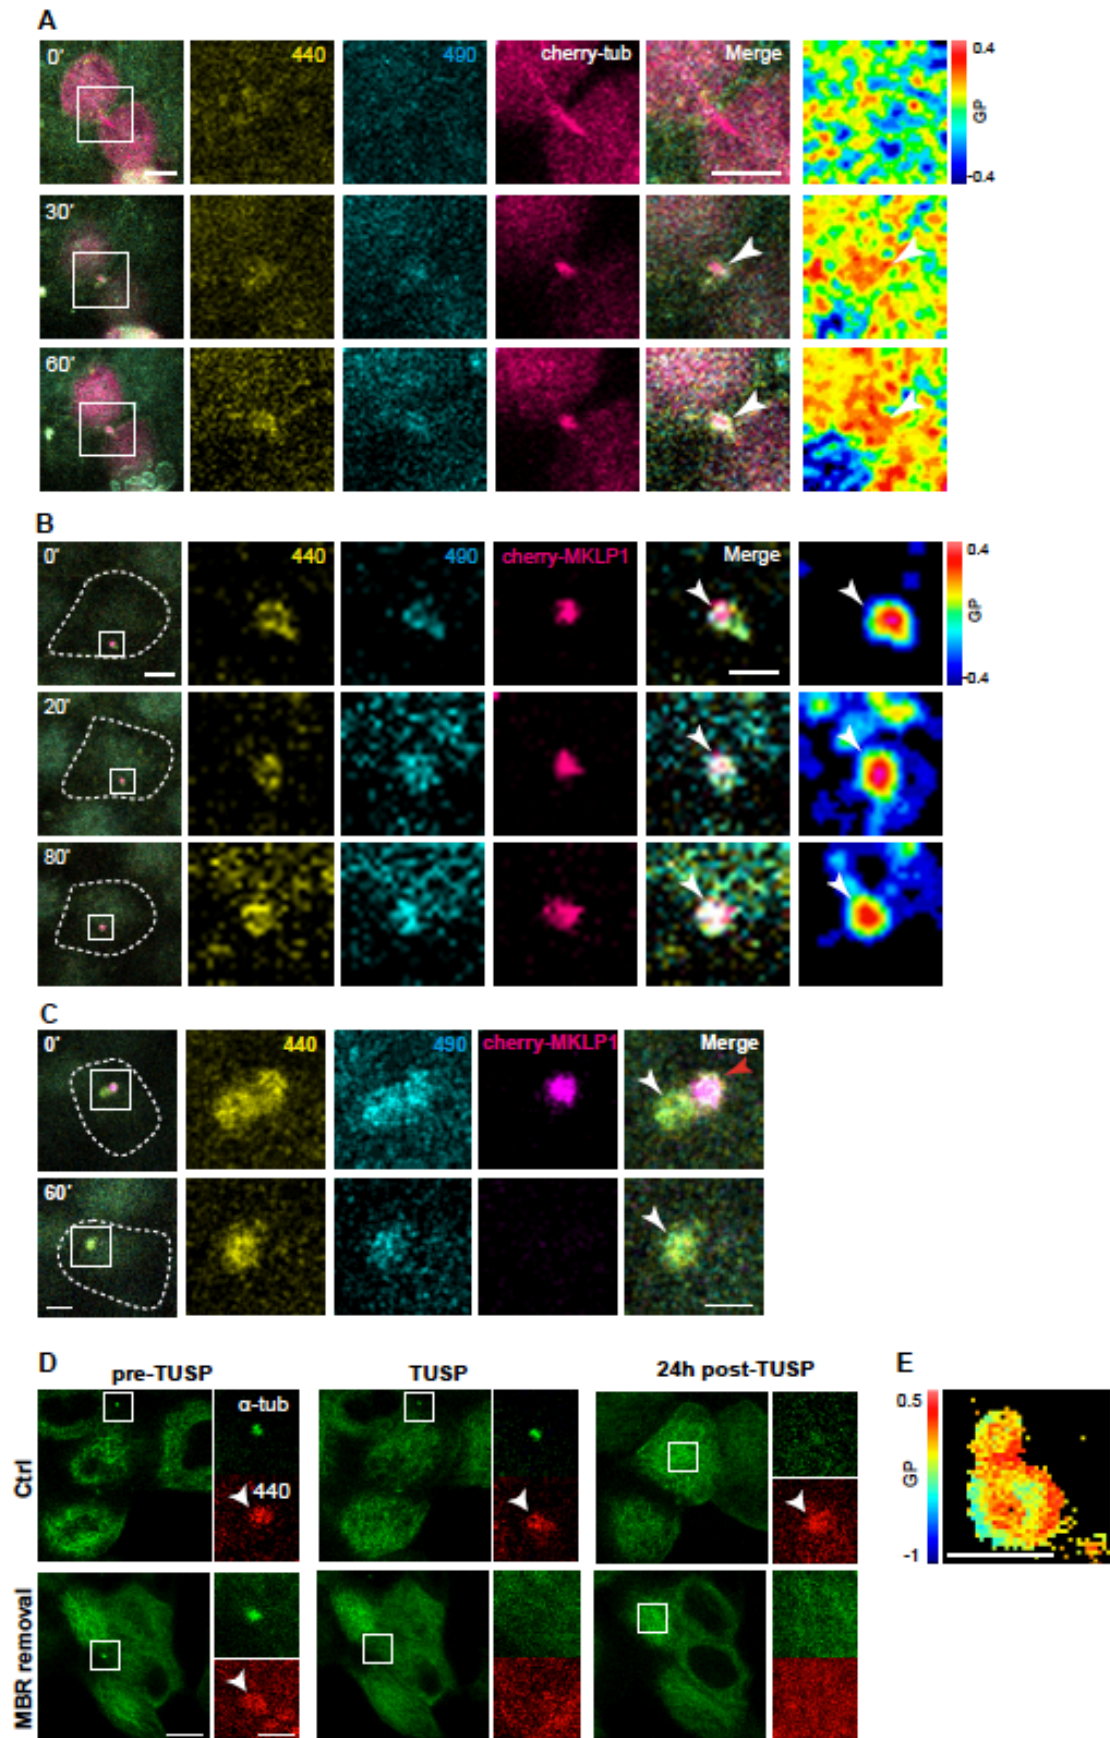 A
0' 440 490 cherry-tub Merge 0.4
GP
-0.4
30'
60'
B
0' 440 490 cherry-MKLP1 Merge 0.4
GP
-0.4
20'
80'
C
0' 440 490 cherry-MKLP1 Merge
60'
D pre-TUSP TUSP 24h post-TUSP E
Ctrl
α-tub
440
0.5
GP
-1
MBR removal